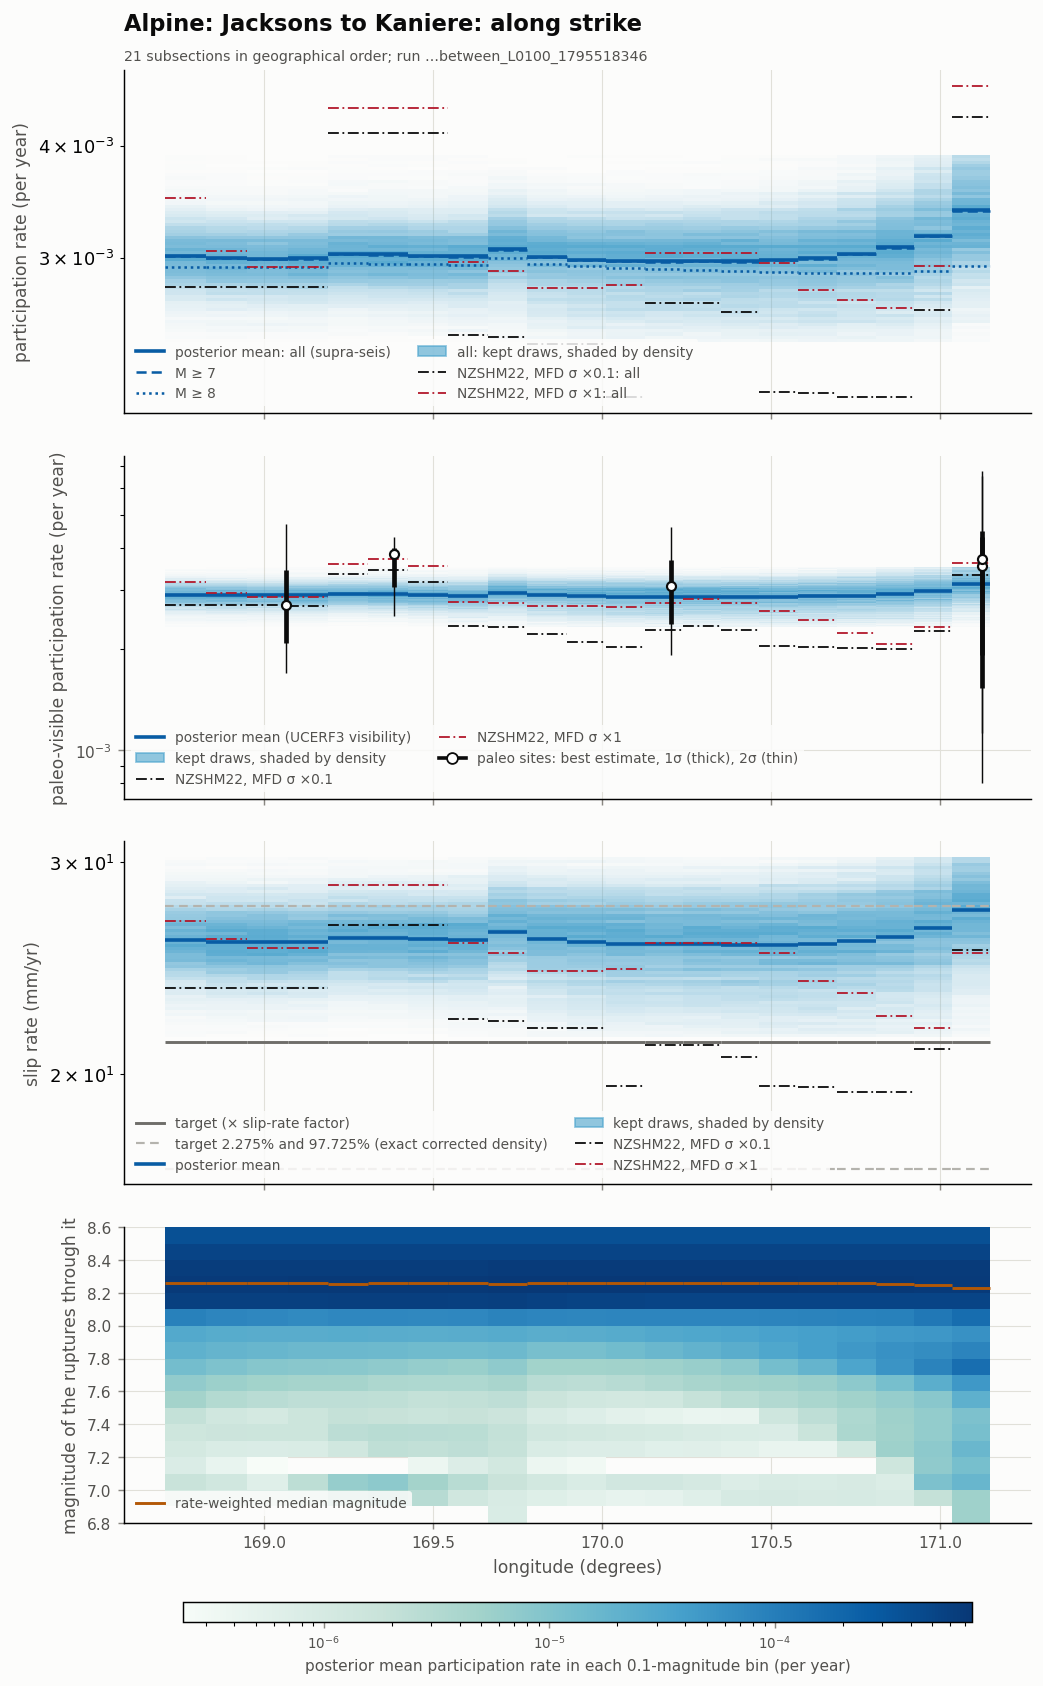 Alpine: Jacksons to Kaniere: along strike
21 subsections in geographical order; run ...between_L0100_1795518346
participation rate (per year)
4 × 10⁻³
3 × 10⁻³
posterior mean: all (supra-seis)
M ≥ 7
M ≥ 8
all: kept draws, shaded by density
NZSHM22, MFD σ ×0.1: all
NZSHM22, MFD σ ×1: all
paleo-visible participation rate (per year)
10⁻³
posterior mean (UCERF3 visibility)
kept draws, shaded by density
NZSHM22, MFD σ ×0.1
NZSHM22, MFD σ ×1
paleo sites: best estimate, 1σ (thick), 2σ (thin)
slip rate (mm/yr)
3 × 10¹
2 × 10¹
target (× slip-rate factor)
target 2.275% and 97.725% (exact corrected density)
posterior mean
kept draws, shaded by density
NZSHM22, MFD σ ×0.1
NZSHM22, MFD σ ×1
magnitude of the ruptures through it
8.6
8.4
8.2
8.0
7.8
7.6
7.4
7.2
7.0
6.8
rate-weighted median magnitude
169.0 169.5 170.0 170.5 171.0
longitude (degrees)
10⁻⁶ 10⁻⁵ 10⁻⁴
posterior mean participation rate in each 0.1-magnitude bin (per year)